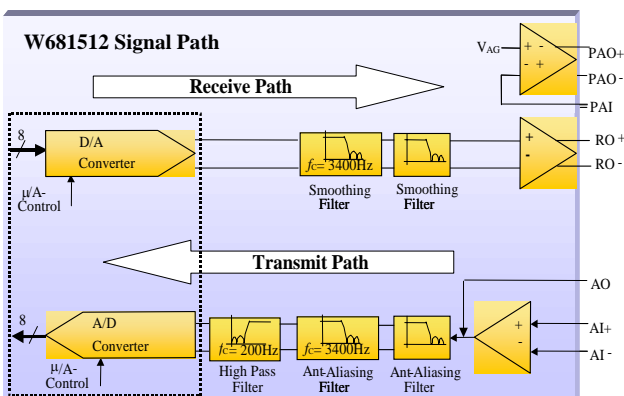 W681512 Signal Path
VAG
+ -
- +
PAO+
PAO-
PAI
Receive Path
8
D/A
Converter
μ/A-
Control
fC= 3400Hz
Smoothing
Filter
Smoothing
Filter
+
-
RO+
RO-
Transmit Path
8
A/D
Converter
μ/A-
Control
fC= 200Hz
High Pass
Filter
fC= 3400Hz
Ant-Aliasing
Filter
Ant-Aliasing
Filter
+
-
AO
AI+
AI-